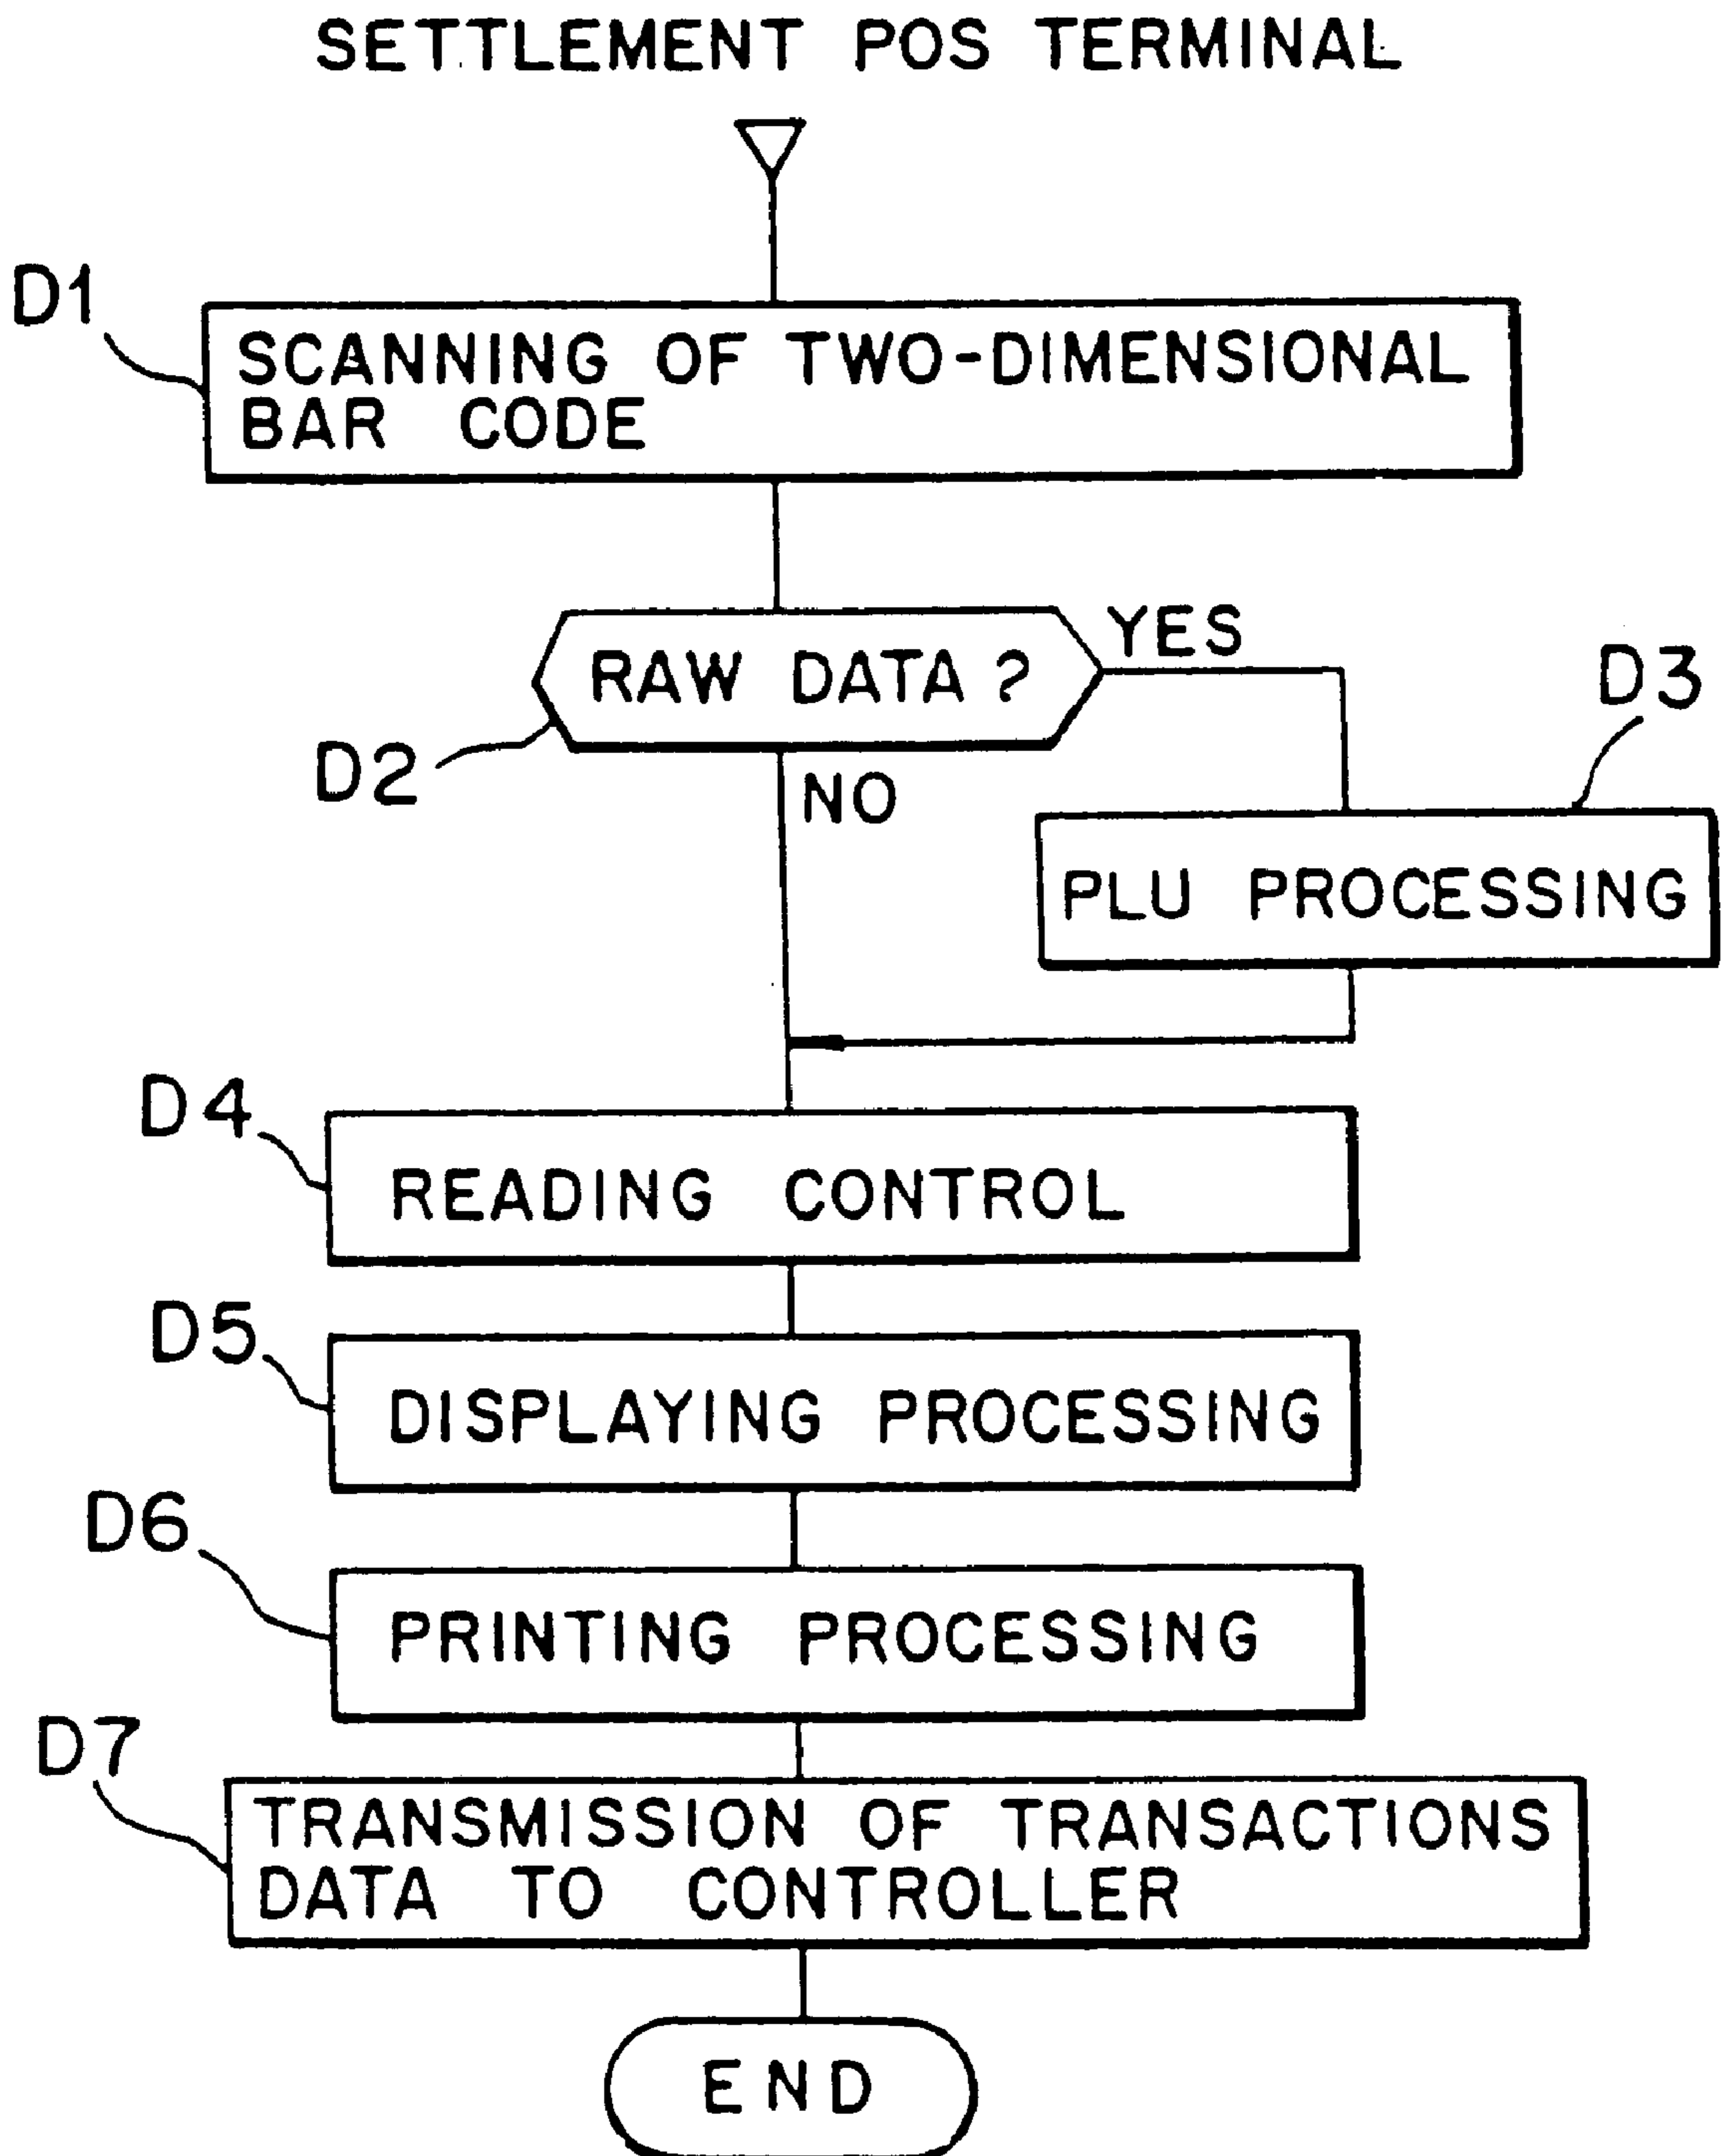 SETTLEMENT POS TERMINAL
D1
SCANNING OF TWO-DIMENSIONAL
BAR CODE
RAW DATA ?
YES
D2
NO
D3
PLU PROCESSING
D4
READING CONTROL
D5
DISPLAYING PROCESSING
D6
PRINTING PROCESSING
D7
TRANSMISSION OF TRANSACTIONS
DATA TO CONTROLLER
END